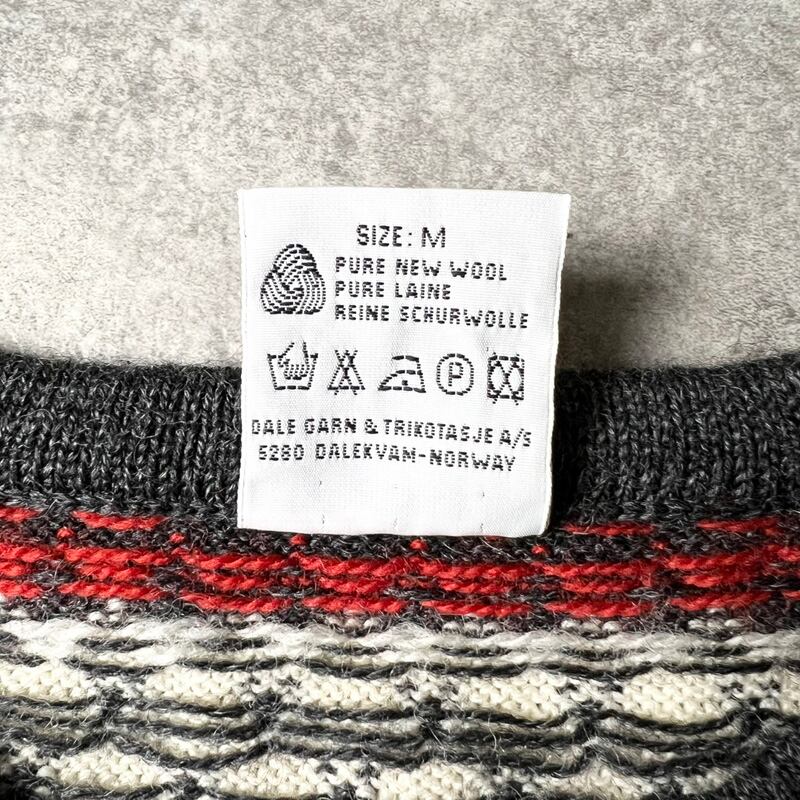 SIZE: M
PURE NEW WOOL
PURE LAINE
REINE SCHURWOLLE
P
DALE GARN & TRIKOTASJE A/S
5280 DALEKVAM-NORWAY